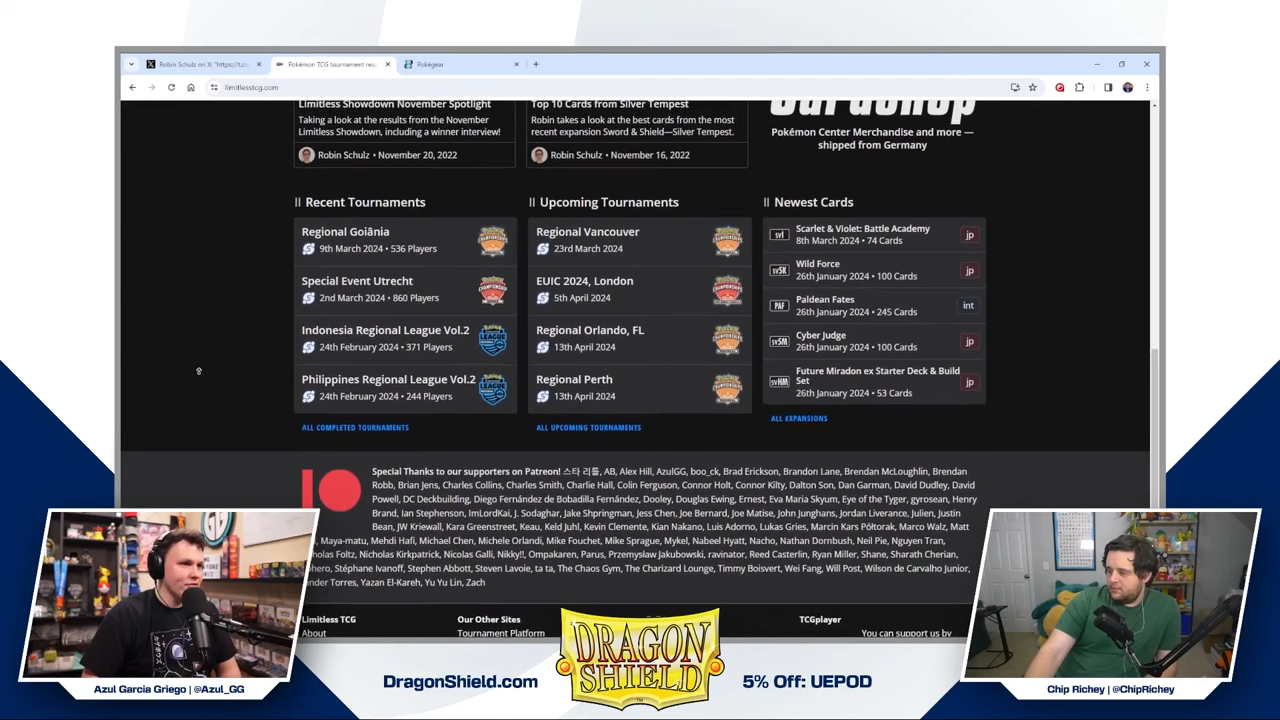 Robin Schulz on X: "https://t.co
Pokémon TCG tournament resu
Pokégear
limitlesstcg.com
Limitless Showdown November Spotlight
Taking a look at the results from the November
Limitless Showdown, including a winner interview!
Robin Schulz • November 20, 2022
Top 10 Cards from Silver Tempest
Robin takes a look at the best cards from the most
recent expansion Sword & Shield—Silver Tempest.
Robin Schulz • November 16, 2022
Pokémon Center Merchandise and more —
shipped from Germany
Recent Tournaments
Regional Goiânia
9th March 2024 • 536 Players
Special Event Utrecht
2nd March 2024 • 860 Players
Indonesia Regional League Vol.2
24th February 2024 • 371 Players
Philippines Regional League Vol.2
24th February 2024 • 244 Players
ALL COMPLETED TOURNAMENTS
Upcoming Tournaments
Regional Vancouver
23rd March 2024
EUIC 2024, London
5th April 2024
Regional Orlando, FL
13th April 2024
Regional Perth
13th April 2024
ALL UPCOMING TOURNAMENTS
Newest Cards
Scarlet & Violet: Battle Academy
svI 8th March 2024 • 74 Cards jp
Wild Force
sv5K 26th January 2024 • 100 Cards jp
Paldean Fates
PAF 26th January 2024 • 245 Cards int
Cyber Judge
sv5M 26th January 2024 • 100 Cards jp
Future Miradon ex Starter Deck & Build
Set
svHM 26th January 2024 • 53 Cards jp
ALL EXPANSIONS
Special Thanks to our supporters on Patreon! 스타 리틀, AB, Alex Hill, AzulGG, boo_ck, Brad Erickson, Brandon Lane, Brendan McLoughlin, Brendan
Robb, Brian Jens, Charles Collins, Charles Smith, Charlie Hall, Colin Ferguson, Connor Holt, Connor Kilty, Dalton Son, Dan Garman, David Dudley, David
Powell, DC Deckbuilding, Diego Fernández de Bobadilla Fernández, Dooley, Douglas Ewing, Ernest, Eva Maria Skyum, Eye of the Tyger, gyrosean, Henry
Brand, Ian Stephenson, ImLordKai, J. Sodaghar, Jake Shpringman, Jess Chen, Joe Bernard, Joe Matise, John Junghans, Jordan Liverance, Julien, Justin
Bean, JW Kriewall, Kara Greenstreet, Keau, Keld Juhl, Kevin Clemente, Kian Nakano, Luis Adorno, Lukas Gries, Marcin Kars Półtorak, Marco Walz, Matt
Maya-matu, Mehdi Hafi, Michael Chen, Michele Orlandi, Mike Fouchet, Mike Sprague, Mykel, Nabeel Hyatt, Nacho, Nathan Dornbush, Neil Pie, Nguyen Tran,
holas Foltz, Nicholas Kirkpatrick, Nicolas Galli, Nikky!!, Ompakaren, Parus, Przemysław Jakubowski, ravinator, Reed Casterlin, Ryan Miller, Shane, Sharath Cherian,
hero, Stéphane Ivanoff, Stephen Abbott, Steven Lavoie, ta ta, The Chaos Gym, The Charizard Lounge, Timmy Boisvert, Wei Fang, Will Post, Wilson de Carvalho Junior,
nder Torres, Yazan El-Kareh, Yu Yu Lin, Zach
Limitless TCG
About
Our Other Sites
Tournament Platform
TCGplayer
You can support us by
DRAGON
SHIELD
Azul Garcia Griego | @Azul_GG
DragonShield.com
5% Off: UEPOD
Chip Richey | @ChipRichey